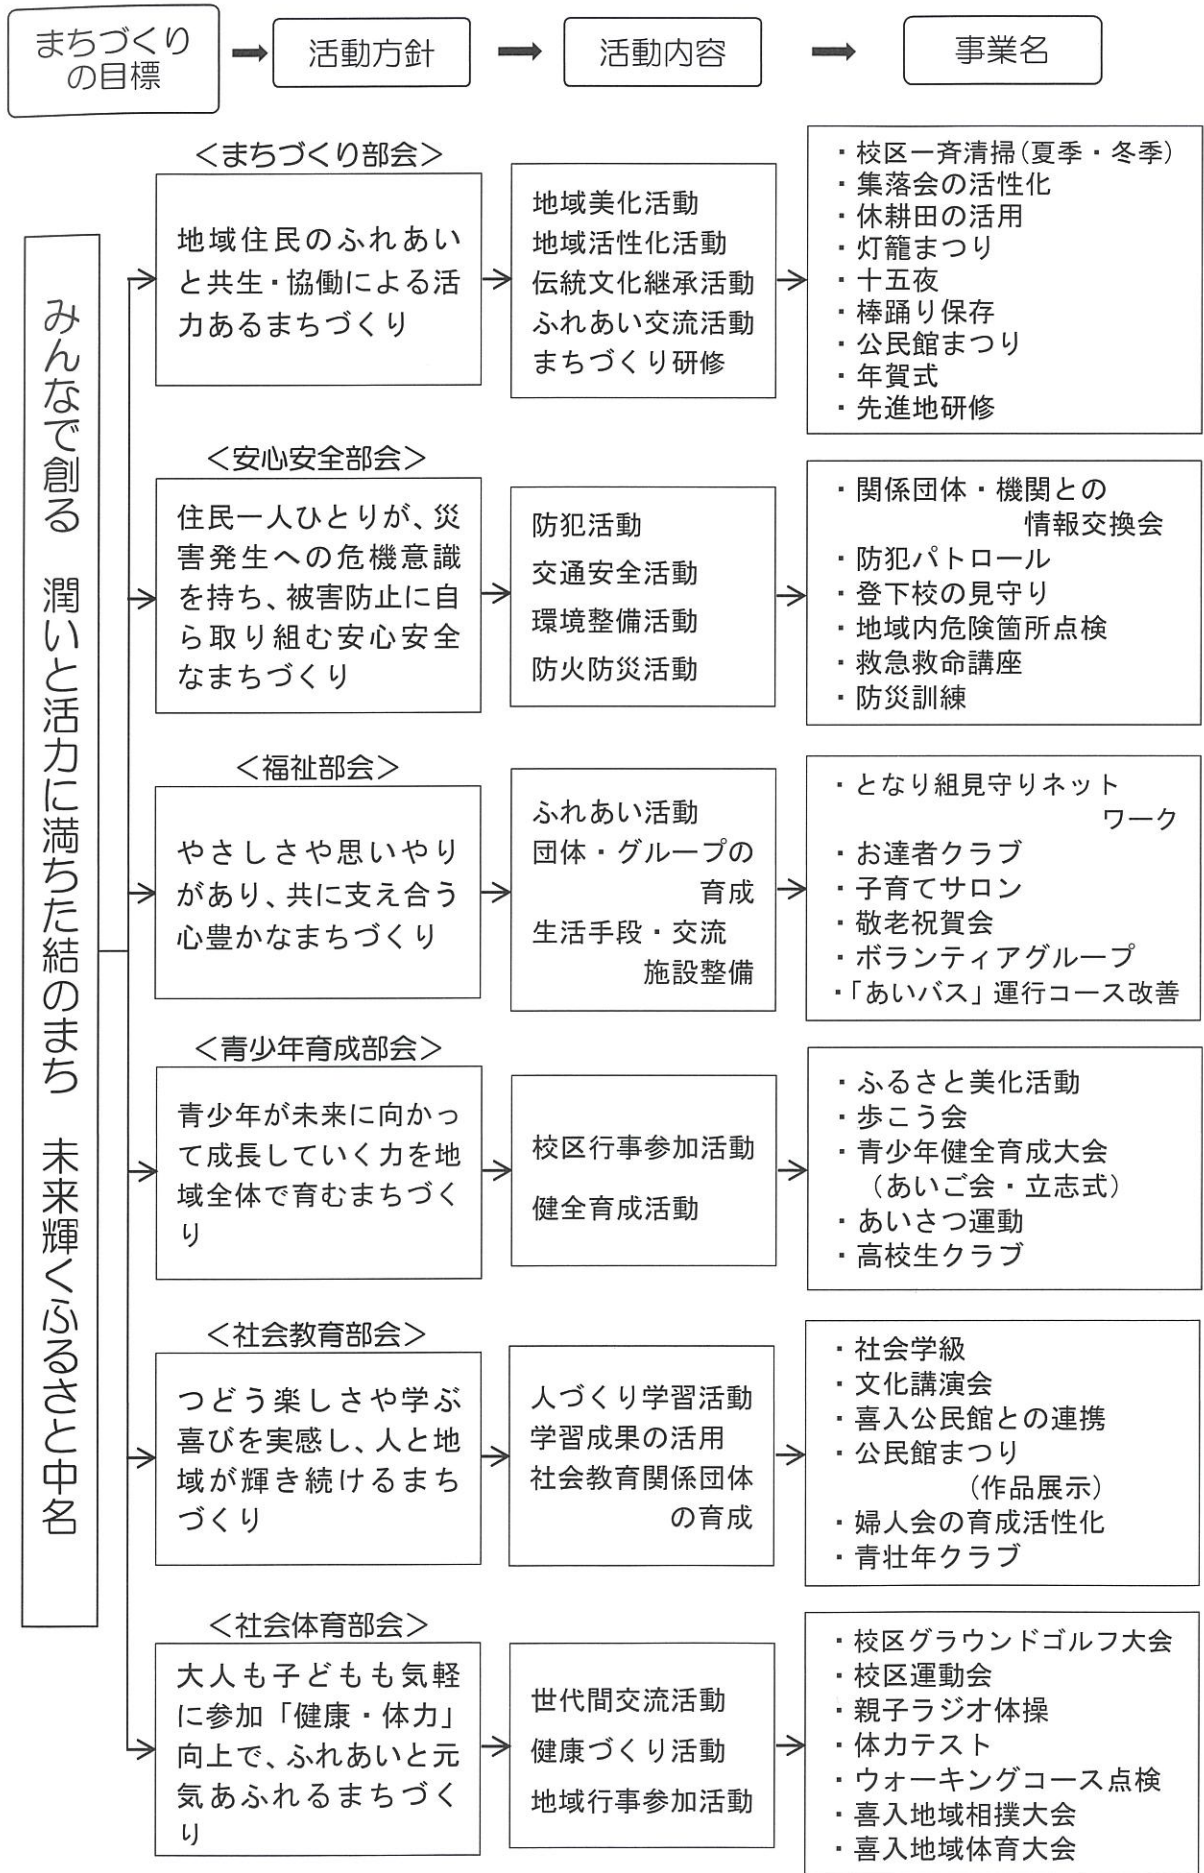 まちづくり
の目標
活動方針
活動内容
事業名
みんなで創る　潤いと活力に満ちた結のまち　未来輝くふるさと中名
＜まちづくり部会＞
地域住民のふれあい
と共生・協働による活
力あるまちづくり
地域美化活動
地域活性化活動
伝統文化継承活動
ふれあい交流活動
まちづくり研修
・校区一斉清掃（夏季・冬季）
・集落会の活性化
・休耕田の活用
・灯籠まつり
・十五夜
・棒踊り保存
・公民館まつり
・年賀式
・先進地研修
＜安心安全部会＞
住民一人ひとりが、災
害発生への危機意識
を持ち、被害防止に自
ら取り組む安心安全
なまちづくり
防犯活動
交通安全活動
環境整備活動
防火防災活動
・関係団体・機関との
情報交換会
・防犯パトロール
・登下校の見守り
・地域内危険箇所点検
・救急救命講座
・防災訓練
＜福祉部会＞
やさしさや思いやり
があり、共に支え合う
心豊かなまちづくり
ふれあい活動
団体・グループの
育成
生活手段・交流
施設整備
・となり組見守りネット
ワーク
・お達者クラブ
・子育てサロン
・敬老祝賀会
・ボランティアグループ
・「あいバス」運行コース改善
＜青少年育成部会＞
青少年が未来に向かっ
て成長していく力を地
域全体で育むまちづく
り
校区行事参加活動
健全育成活動
・ふるさと美化活動
・歩こう会
・青少年健全育成大会
（あいご会・立志式）
・あいさつ運動
・高校生クラブ
＜社会教育部会＞
つどう楽しさや学ぶ
喜びを実感し、人と地
域が輝き続けるまち
づくり
人づくり学習活動
学習成果の活用
社会教育関係団体
の育成
・社会学級
・文化講演会
・喜入公民館との連携
・公民館まつり
（作品展示）
・婦人会の育成活性化
・青壮年クラブ
＜社会体育部会＞
大人も子どもも気軽
に参加「健康・体力」
向上で、ふれあいと元
気あふれるまちづく
り
世代間交流活動
健康づくり活動
地域行事参加活動
・校区グラウンドゴルフ大会
・校区運動会
・親子ラジオ体操
・体力テスト
・ウォーキングコース点検
・喜入地域相撲大会
・喜入地域体育大会